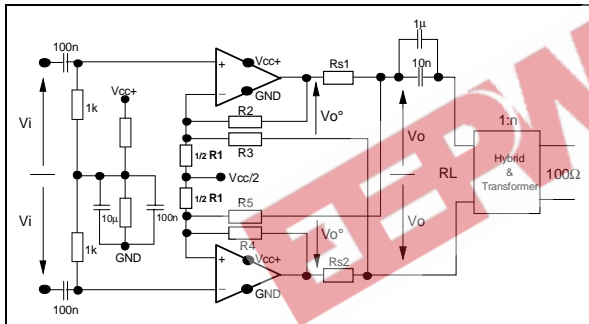 100n
Vi
1k
Vcc+
10μ
100n
GND
1k
Vi
100n
+
Vcc+
_
GND
R2
R3
1/2 R1
Vcc/2
1/2 R1
R5
R4
+
Vcc+
_
GND
Rs1
Vo°
Vo°
Rs2
1μ
10n
Vo
Vo
RL
1:n
Hybrid
&
Transformer
100Ω
EEPW